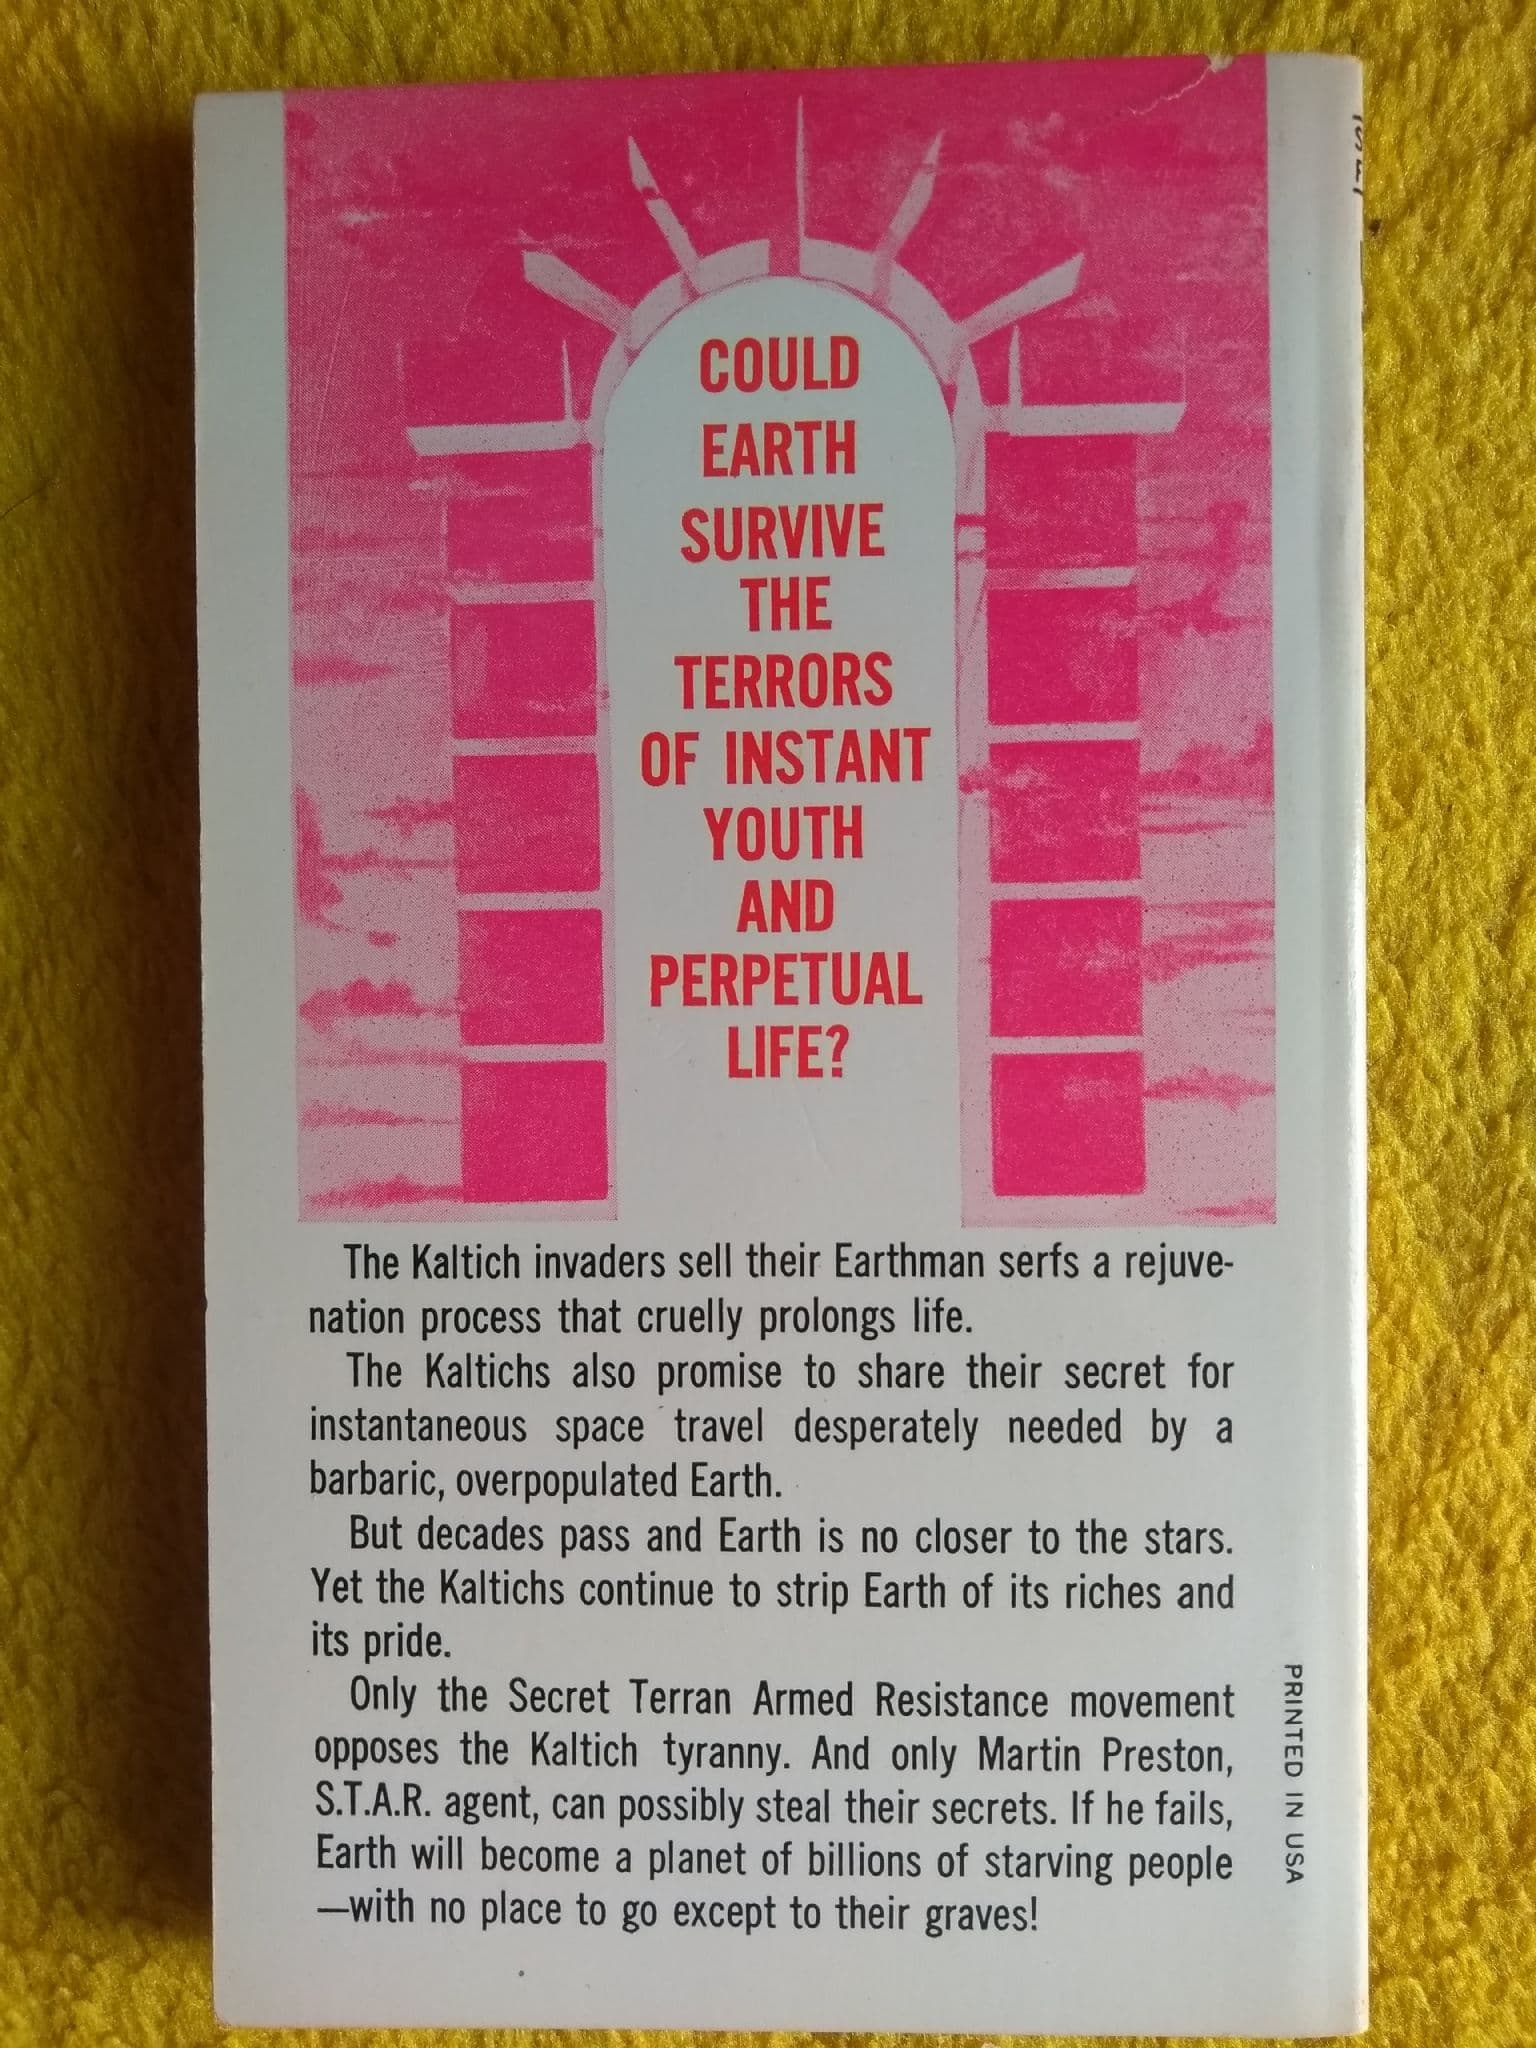 COULD
EARTH
SURVIVE
THE
TERRORS
OF INSTANT
YOUTH
AND
PERPETUAL
LIFE?
The Kaltich invaders sell their Earthman serfs a rejuve-
nation process that cruelly prolongs life.
The Kaltichs also promise to share their secret for
instantaneous space travel desperately needed by a
barbaric, overpopulated Earth.
But decades pass and Earth is no closer to the stars.
Yet the Kaltichs continue to strip Earth of its riches and
its pride.
Only the Secret Terran Armed Resistance movement
opposes the Kaltich tyranny. And only Martin Preston,
S.T.A.R. agent, can possibly steal their secrets. If he fails,
Earth will become a planet of billions of starving people
—with no place to go except to their graves!
PRINTED IN USA